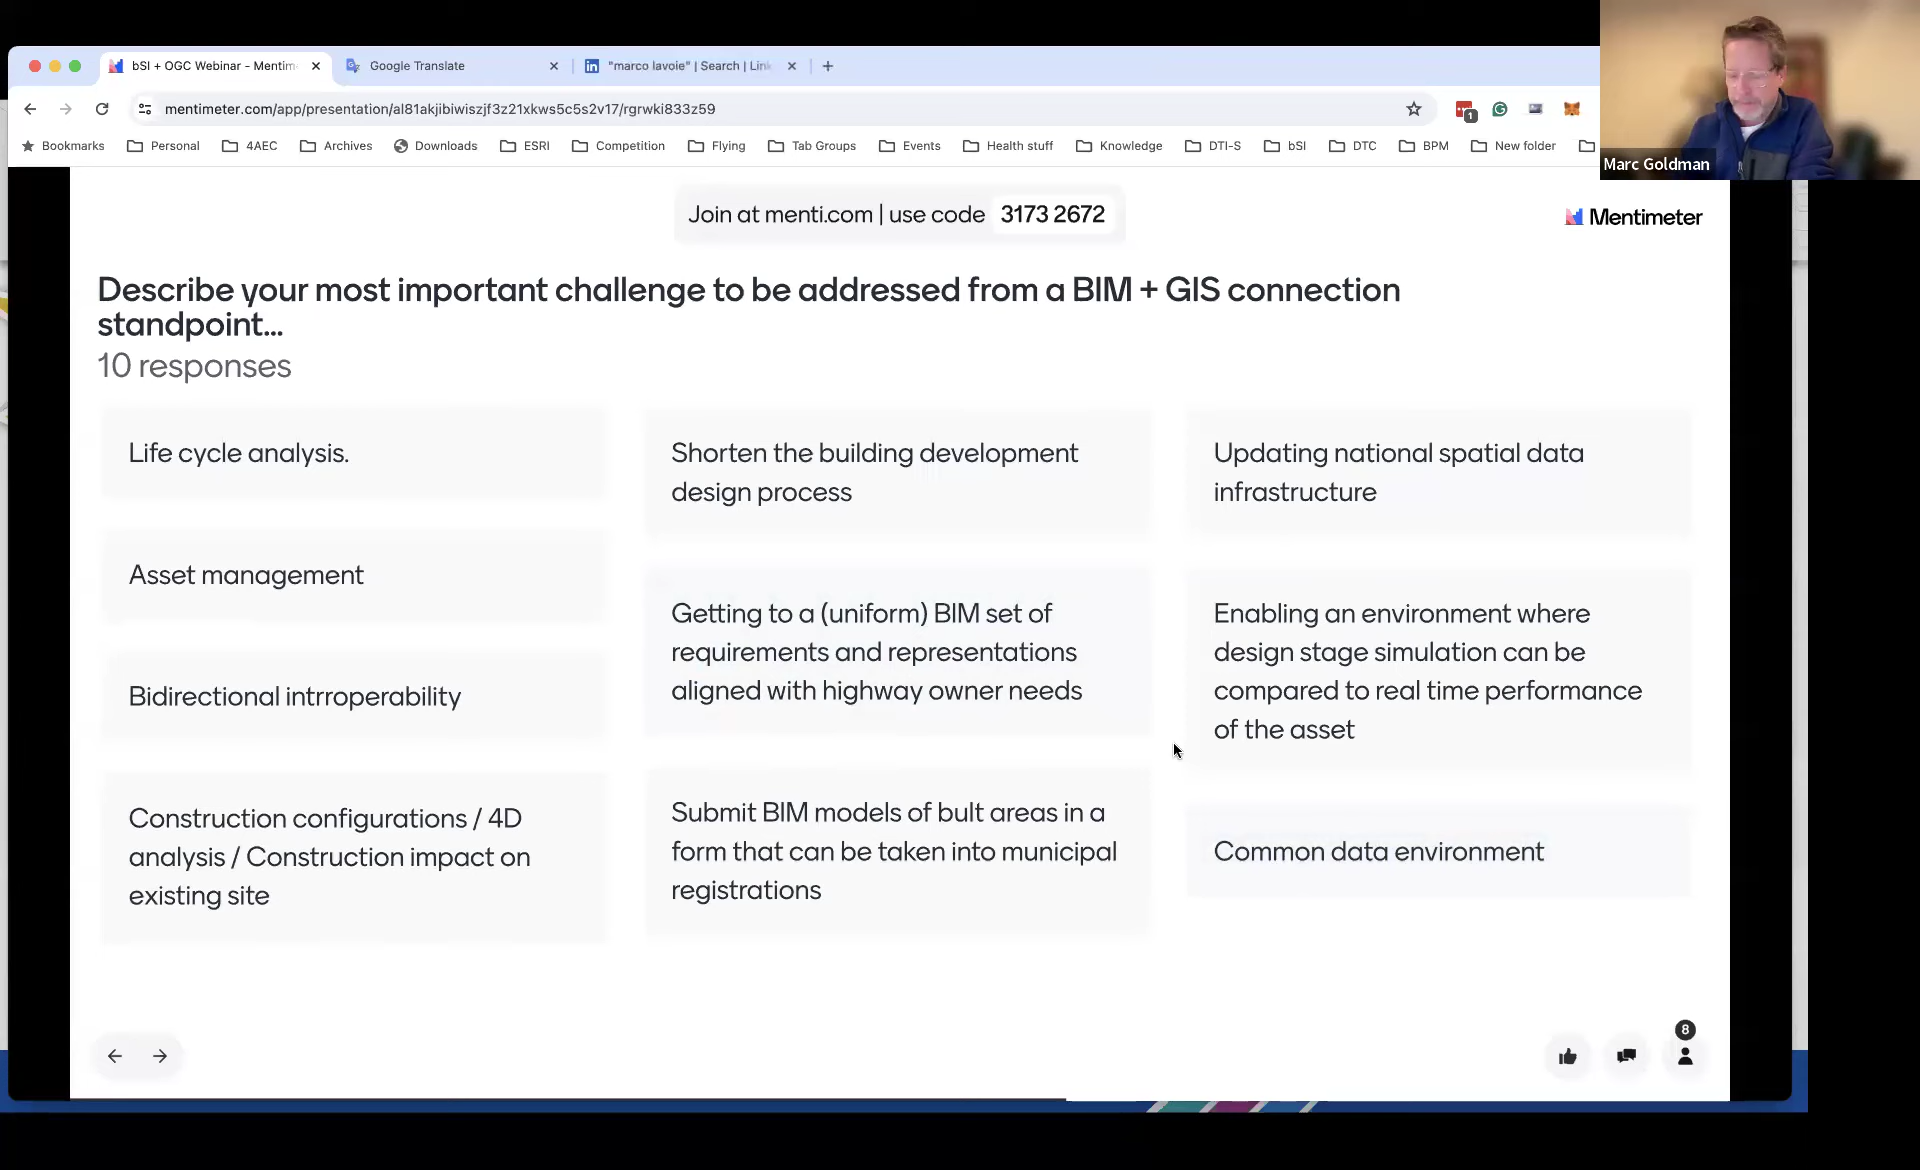 bSI + OGC Webinar - Mentim
Google Translate
"marco lavoie" | Search | Link
mentimeter.com/app/presentation/al81akjibiwiszjf3z21xkws5c5s2v17/rgrwki833z59
1
Bookmarks
Personal
4AEC
Archives
Downloads
ESRI
Competition
Flying
Tab Groups
Events
Health stuff
Knowledge
DTI-S
bSI
DTC
BPM
New folder
Marc Goldman
Join at menti.com | use code 3173 2672
Mentimeter
Describe your most important challenge to be addressed from a BIM + GIS connection
standpoint...
10 responses
Life cycle analysis.
Asset management
Bidirectional intrroperability
Construction configurations / 4D
analysis / Construction impact on
existing site
Shorten the building development
design process
Getting to a (uniform) BIM set of
requirements and representations
aligned with highway owner needs
Submit BIM models of bult areas in a
form that can be taken into municipal
registrations
Updating national spatial data
infrastructure
Enabling an environment where
design stage simulation can be
compared to real time performance
of the asset
Common data environment
8